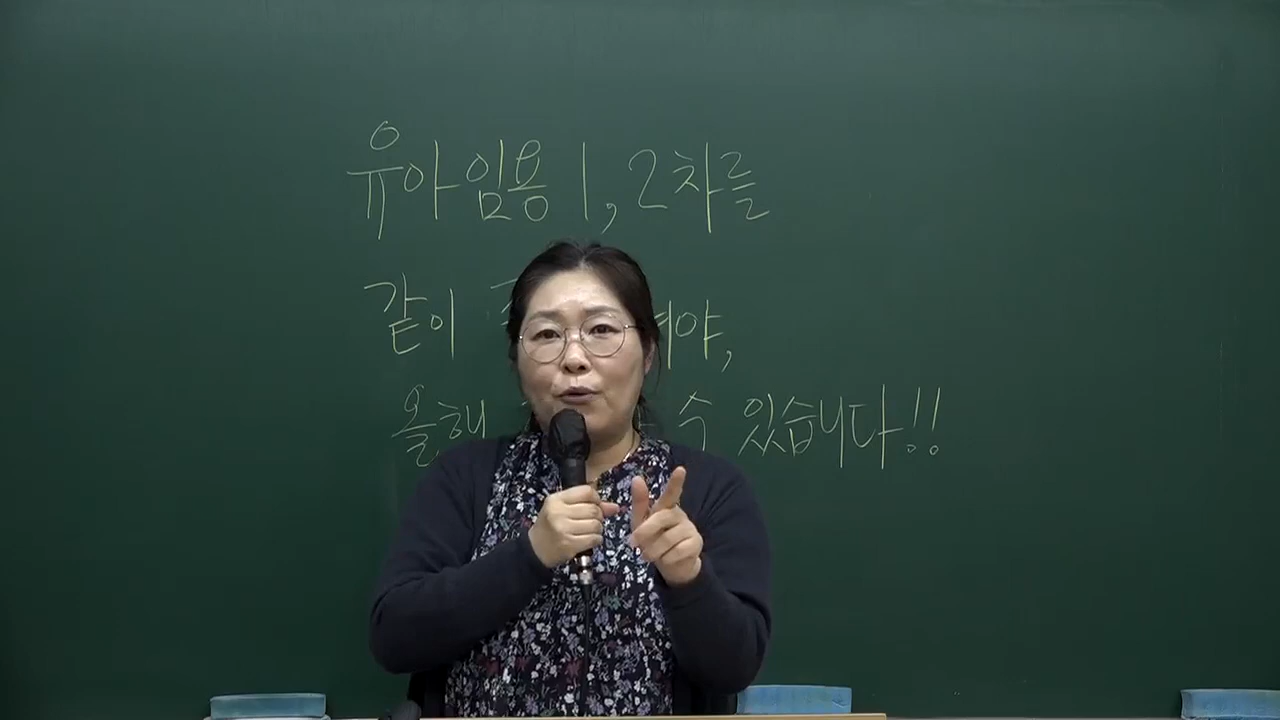 유아임용 1, 2차를
같이
올해 수 있습니다!!